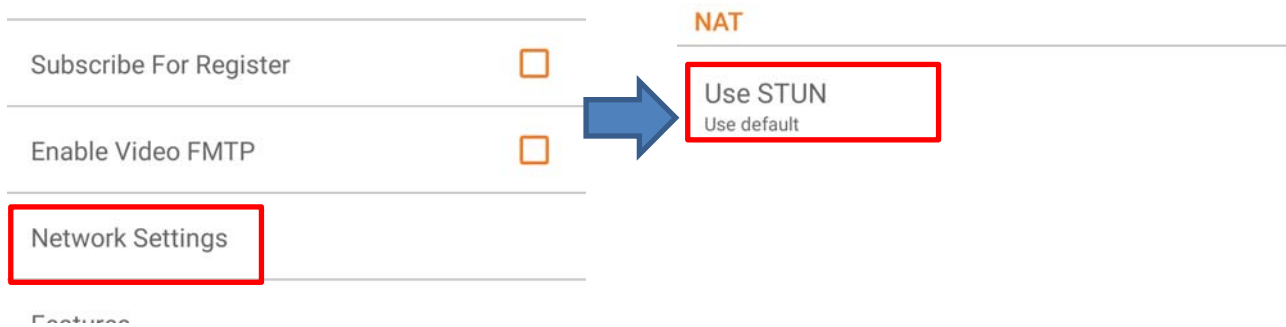 Subscribe For Register
Enable Video FMTP
Network Settings
NAT
Use STUN
Use default